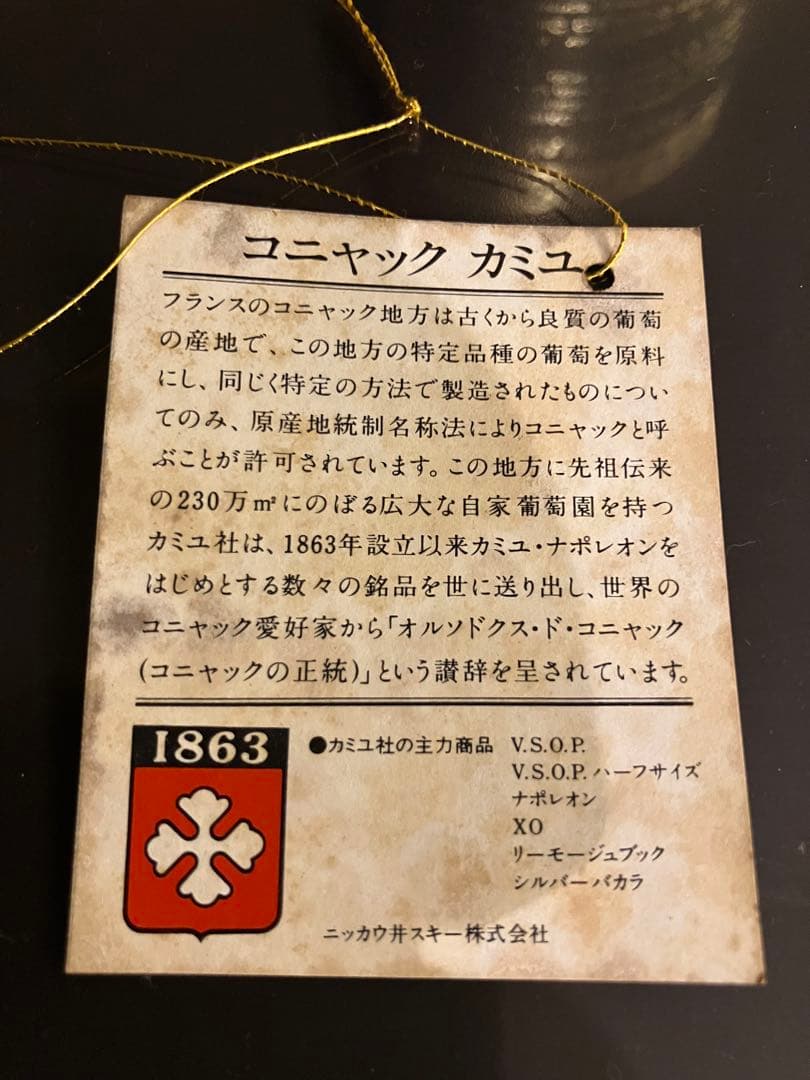 コニャック カミユ
フランスのコニャック地方は古くから良質の葡萄
の産地で、この地方の特定品種の葡萄を原料
にし、同じく特定の方法で製造されたものについ
てのみ、原産地統制名称法によりコニャックと呼
ぶことが許可されています。この地方に先祖伝来
の230万㎡にのぼる広大な自家葡萄園を持つ
カミユ社は、1863年設立以来カミユ・ナポレオンを
はじめとする数々の銘品を世に送り出し、世界の
コニャック愛好家から「オルソドクス・ド・コニャック
(コニャックの正統)」という讃辞を呈されています。
1863
●カミユ社の主力商品 V.S.O.P.
V.S.O.P. ハーフサイズ
ナポレオン
XO
リーモージュブック
シルバーバカラ
ニッカウ井スキー株式会社